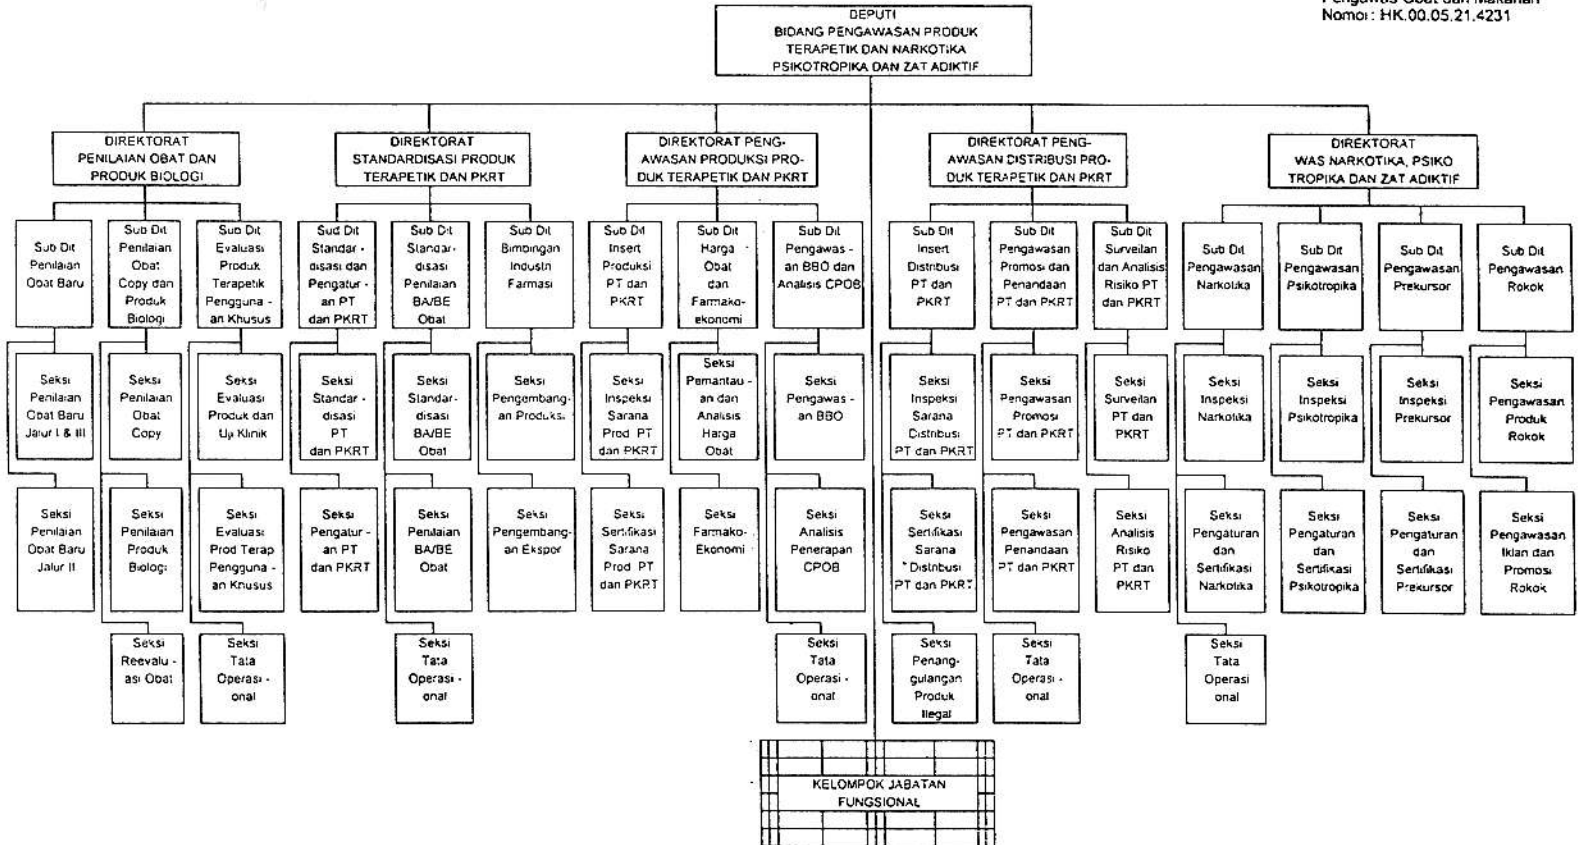 Pengawas Obat dan Makanan
Nomor : HK.00.05.21.4231
DEPUTI
BIDANG PENGAWASAN PRODUK
TERAPETIK DAN NARKOTIKA
PSIKOTROPIKA DAN ZAT ADIKTIF
DIREKTORAT
PENILAIAN OBAT DAN
PRODUK BIOLOGI
DIREKTORAT
STANDARDISASI PRODUK
TERAPETIK DAN PKRT
DIREKTORAT PENG-
AWASAN PRODUKSI PRO-
DUK TERAPETIK DAN PKRT
DIREKTORAT PENG-
AWASAN DISTRIBUSI PRO-
DUK TERAPETIK DAN PKRT
DIREKTORAT
WAS NARKOTIKA, PSIKO
TROPIKA DAN ZAT ADIKTIF
Sub Dit
Penilaian
Obat Baru
Sub Dit
Penilaian
Obat
Copy dan
Produk
Biologi
Sub Dit
Evaluasi
Produk
Terapetik
Pengguna -
an Khusus
Sud Dit
Standar -
disasi dan
Pengatur -
an PT
dan PKRT
Sub Dit
Standar-
disasi
Penilaian
BA/BE
Obat
Sub Dit
Bimbingan
Industri
Farmasi
Sub Dit
Insert
Produksi
PT dan
PKRT
Sub Dit
Harga -
Obat
dan
Farmako-
ekonomi
Sub Dit
Pengawas -
an BBO dan
Analisis CPOB
Sub Dit
Insert
Distribusi
PT dan
PKRT
Sub Dit
Pengawasan
Promosi dan
Penandaan
PT dan PKRT
Sub Dit
Surveilan
dan Analisis
Risiko PT
dan PKRT
Sub Dit
Pengawasan
Narkotika
Sub Dit
Pengawasan
Psikotropika
Sub Dit
Pengawasan
Prekursor
Sub Dit
Pengawasan
Rokok
Seksi
Penilaian
Obat Baru
Jalur I & III
Seksi
Penilaian
Obat
Copy
Seksi
Evaluasi
Produk dan
Uji Klinik
Seksi
Standar -
disasi
PT
dan PKRT
Seksi
Standar-
disasi
BA/BE
Obat
Seksi
Pengembang-
an Produksi
Seksi
Inspeksi
Sarana
Prod PT
dan PKRT
Seksi
Pemantau -
an dan
Analisis
Harga
Obat
Seksi
Pengawas -
an BBO
Seksi
Inspeksi
Sarana
Distribusi
PT dan PKRT
Seksi
Pengawasan
Promosi
PT dan PKRT
Seksi
Surveilan
PT dan
PKRT
Seksi
Inspeksi
Narkotika
Seksi
Inspeksi
Psikotropika
Seksi
Inspeksi
Prekursor
Seksi
Pengawasan
Produk
Rokok
Seksi
Penilaian
Obat Baru
Jalur II
Seksi
Penilaian
Produk
Biologi
Seksi
Evaluasi
Prod Terap
Pengguna -
an Khusus
Seksi
Pengatur -
an PT
dan PKRT
Seksi
Penilaian
BA/BE
Obat
Seksi
Pengembang-
an Ekspor
Seksi
Sertifikasi
Sarana
Prod PT
dan PKRT
Seksi
Farmako-
Ekonomi
Seksi
Analisis
Penerapan
CPOB
Seksi
Sertifikasi
Sarana
Distribusi
PT dan PKRT
Seksi
Pengawasan
Penandaan
PT dan PKRT
Seksi
Analisis
Risiko
PT dan
PKRT
Seksi
Pengaturan
dan
Sertifikasi
Narkotika
Seksi
Pengaturan
dan
Sertifikasi
Psikotropika
Seksi
Pengaturan
dan
Sertifikasi
Prekursor
Seksi
Pengawasan
Iklan dan
Promosi
Rokok
Seksi
Reevalu -
asi Obat
Seksi
Tata
Operasi -
onal
Seksi
Tata
Operasi -
onal
Seksi
Tata
Operasi -
onal
Seksi
Penang-
gulangan
Produk
Ilegal
Seksi
Tata
Operasi -
onal
Seksi
Tata
Operasi
onal
KELOMPOK JABATAN
FUNGSIONAL